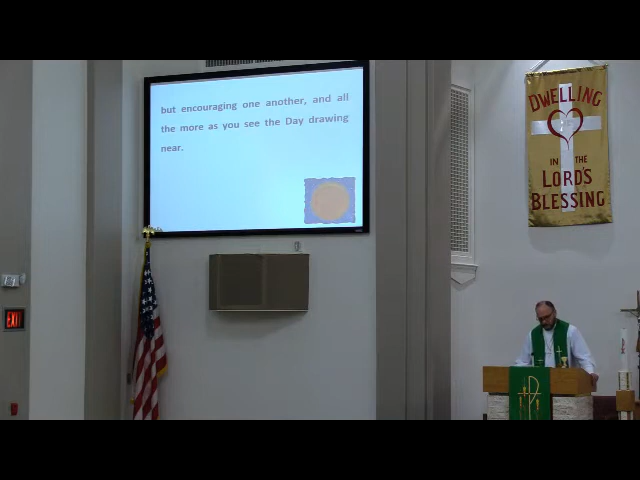 but encouraging one another, and all
the more as you see the Day drawing
near.
DWELLING
IN THE
LORD'S
BLESSING
EXIT